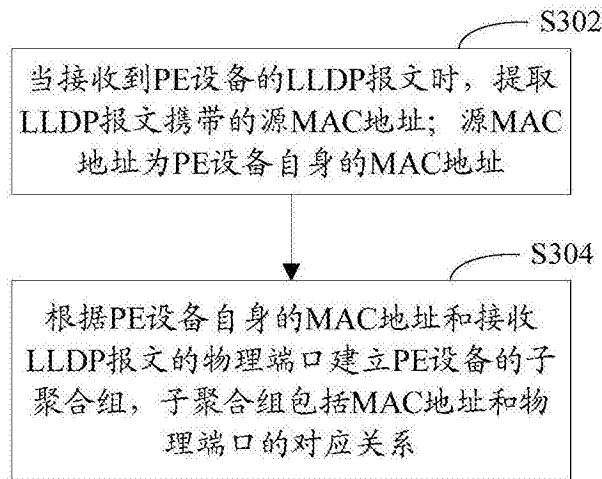 S302
当接收到PE设备的LLDP报文时，提取
LLDP报文携带的源MAC地址；源MAC
地址为PE设备自身的MAC地址
S304
根据PE设备自身的MAC地址和接收
LLDP报文的物理端口建立PE设备的子
聚合组，子聚合组包括MAC地址和物
理端口的对应关系